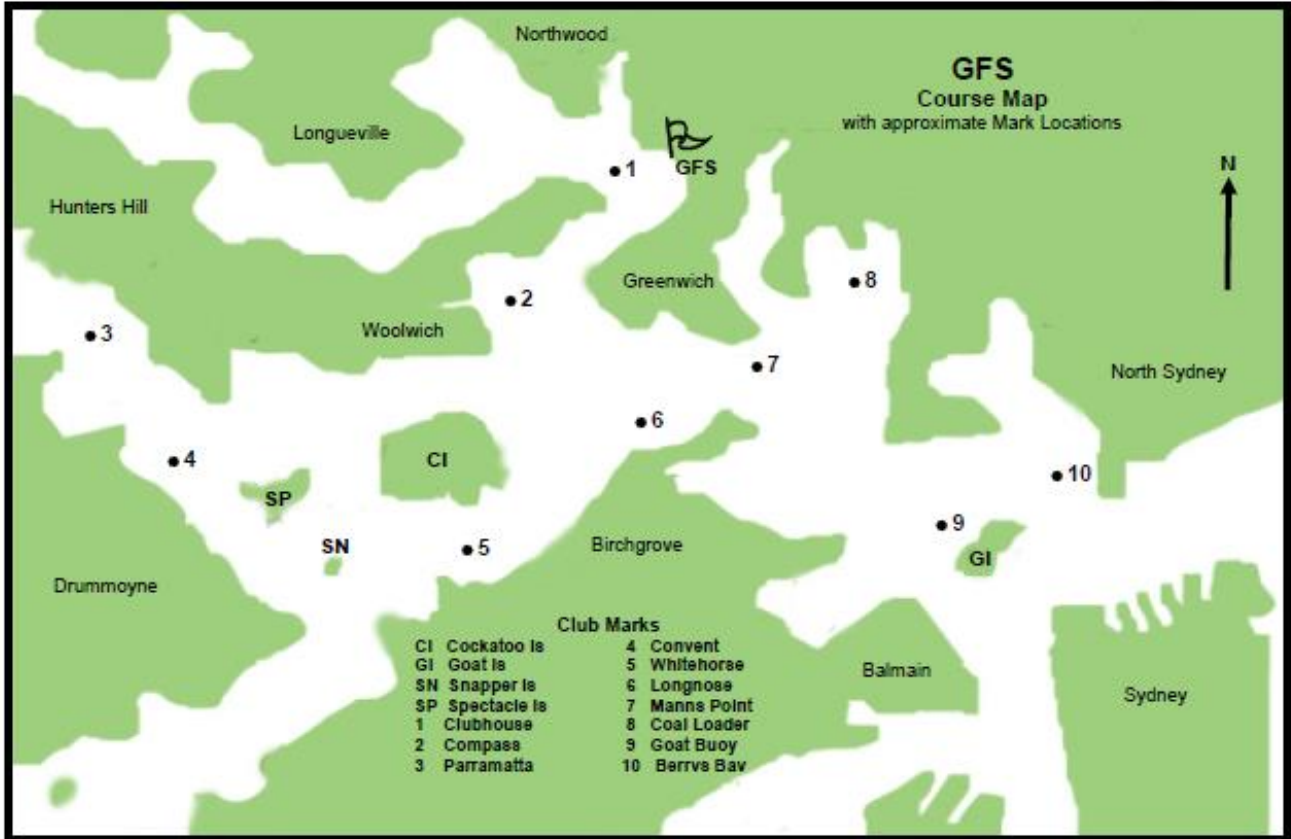 Northwood
GFS
Course Map
with approximate Mark Locations
Longueville
1
GFS
N
Hunters Hill
Greenwich
8
2
Woolwich
3
7
North Sydney
6
4
CI
SP
10
9
SN
5
Birchgrove
GI
Drummoyne
Club Marks
CI Cockatoo Is 4 Convent
GI Goat Is 5 Whitehorse
SN Snapper Is 6 Longnose
SP Spectacle Is 7 Manns Point
1 Clubhouse 8 Coal Loader
2 Compass 9 Goat Buoy
3 Parramatta 10 Berrys Bay
Balmain
Sydney